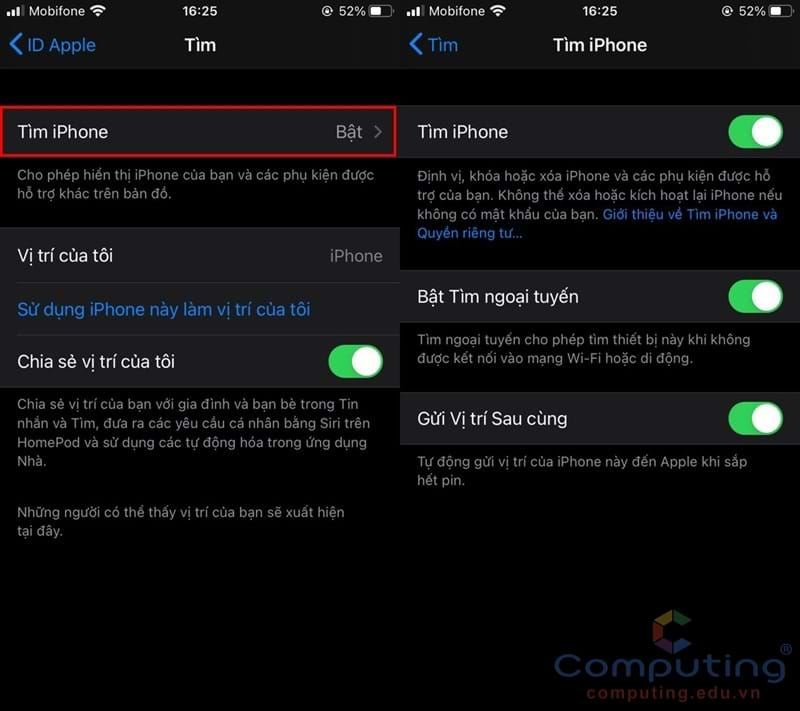 Mobifone 16:25 52%
ID Apple Tìm
Tìm iPhone Bật
Cho phép hiển thị iPhone của bạn và các phụ kiện được
hỗ trợ khác trên bản đồ.
Vị trí của tôi iPhone
Sử dụng iPhone này làm vị trí của tôi
Chia sẻ vị trí của tôi
Chia sẻ vị trí của bạn với gia đình và bạn bè trong Tin
nhắn và Tìm, đưa ra các yêu cầu cá nhân bằng Siri trên
HomePod và sử dụng các tự động hóa trong ứng dụng
Nhà.
Những người có thể thấy vị trí của bạn sẽ xuất hiện
tại đây.
Mobifone 16:25 52%
Tìm Tìm iPhone
Tìm iPhone
Định vị, khóa hoặc xóa iPhone và các phụ kiện được hỗ
trợ của bạn. Không thể xóa hoặc kích hoạt lại iPhone nếu
không có mật khẩu của bạn. Giới thiệu về Tìm iPhone và
Quyền riêng tư...
Bật Tìm ngoại tuyến
Tìm ngoại tuyến cho phép tìm thiết bị này khi không
được kết nối vào mạng Wi-Fi hoặc di động.
Gửi Vị trí Sau cùng
Tự động gửi vị trí của iPhone này đến Apple khi sắp
hết pin.
Computing®
computing.edu.vn